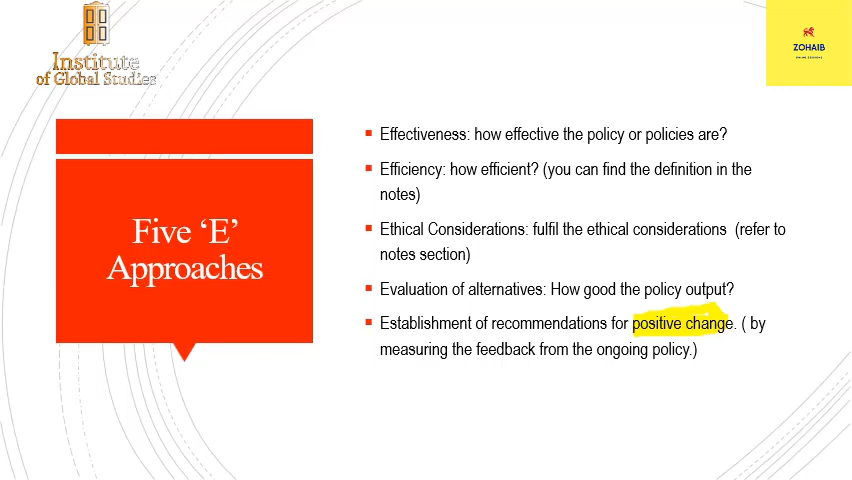 Institute
of Global Studies
ZOHAIB
ONLINE SESSIONS
Five ‘E’
Approaches
Effectiveness: how effective the policy or policies are?
Efficiency: how efficient? (you can find the definition in the
notes)
Ethical Considerations: fulfil the ethical considerations (refer to
notes section)
Evaluation of alternatives: How good the policy output?
Establishment of recommendations for positive change. ( by
measuring the feedback from the ongoing policy.)